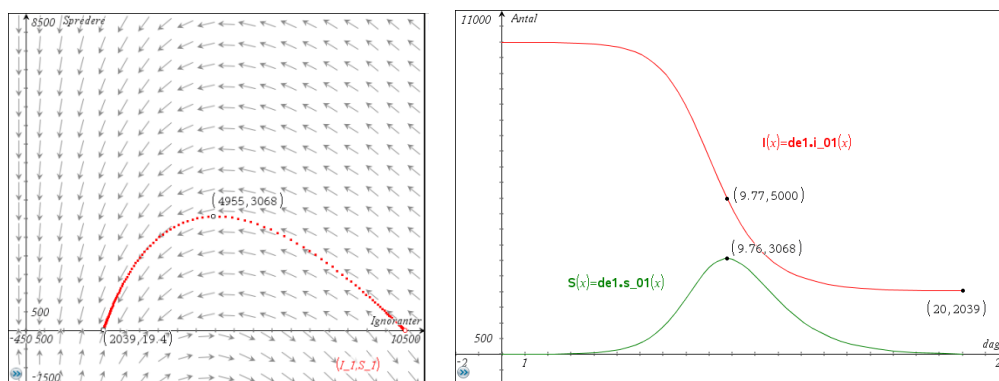 8500
Spredere
(4955,3068)
500
Ignoranter
-450
500
(2039,19.4)
10500
(I_1,S_1)
-1500
11000
Antal
I(x)=de1.i_01(x)
(9.77,5000)
(9.76,3068)
S(x)=de1.s_01(x)
(20,2039)
500
dag
-2
1
2